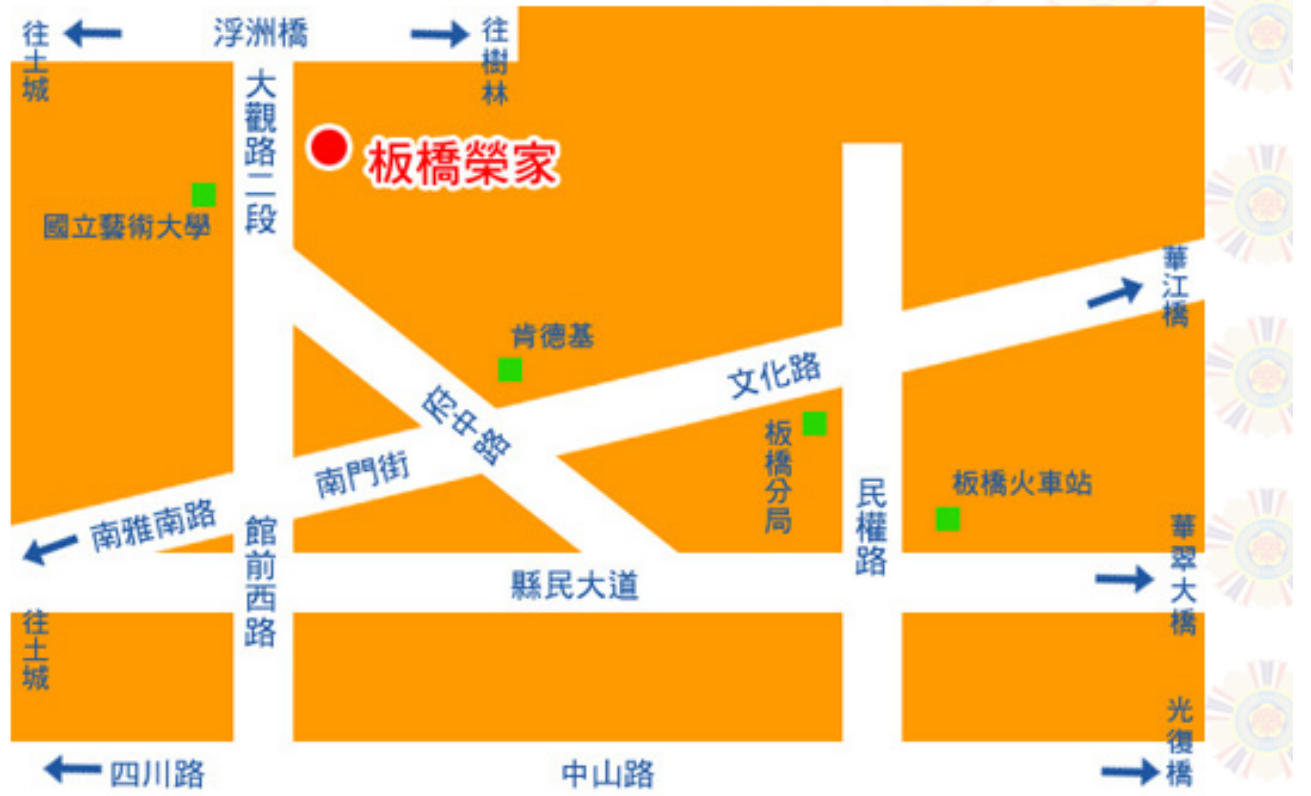 往土城
浮洲橋
往樹林
大觀路二段
板橋榮家
國立藝術大學
華江橋
肯德基
文化路
府中路
板橋分局
南門街
民權路
板橋火車站
南雅南路
館前西路
華翠大橋
縣民大道
往土城
光復橋
四川路
中山路